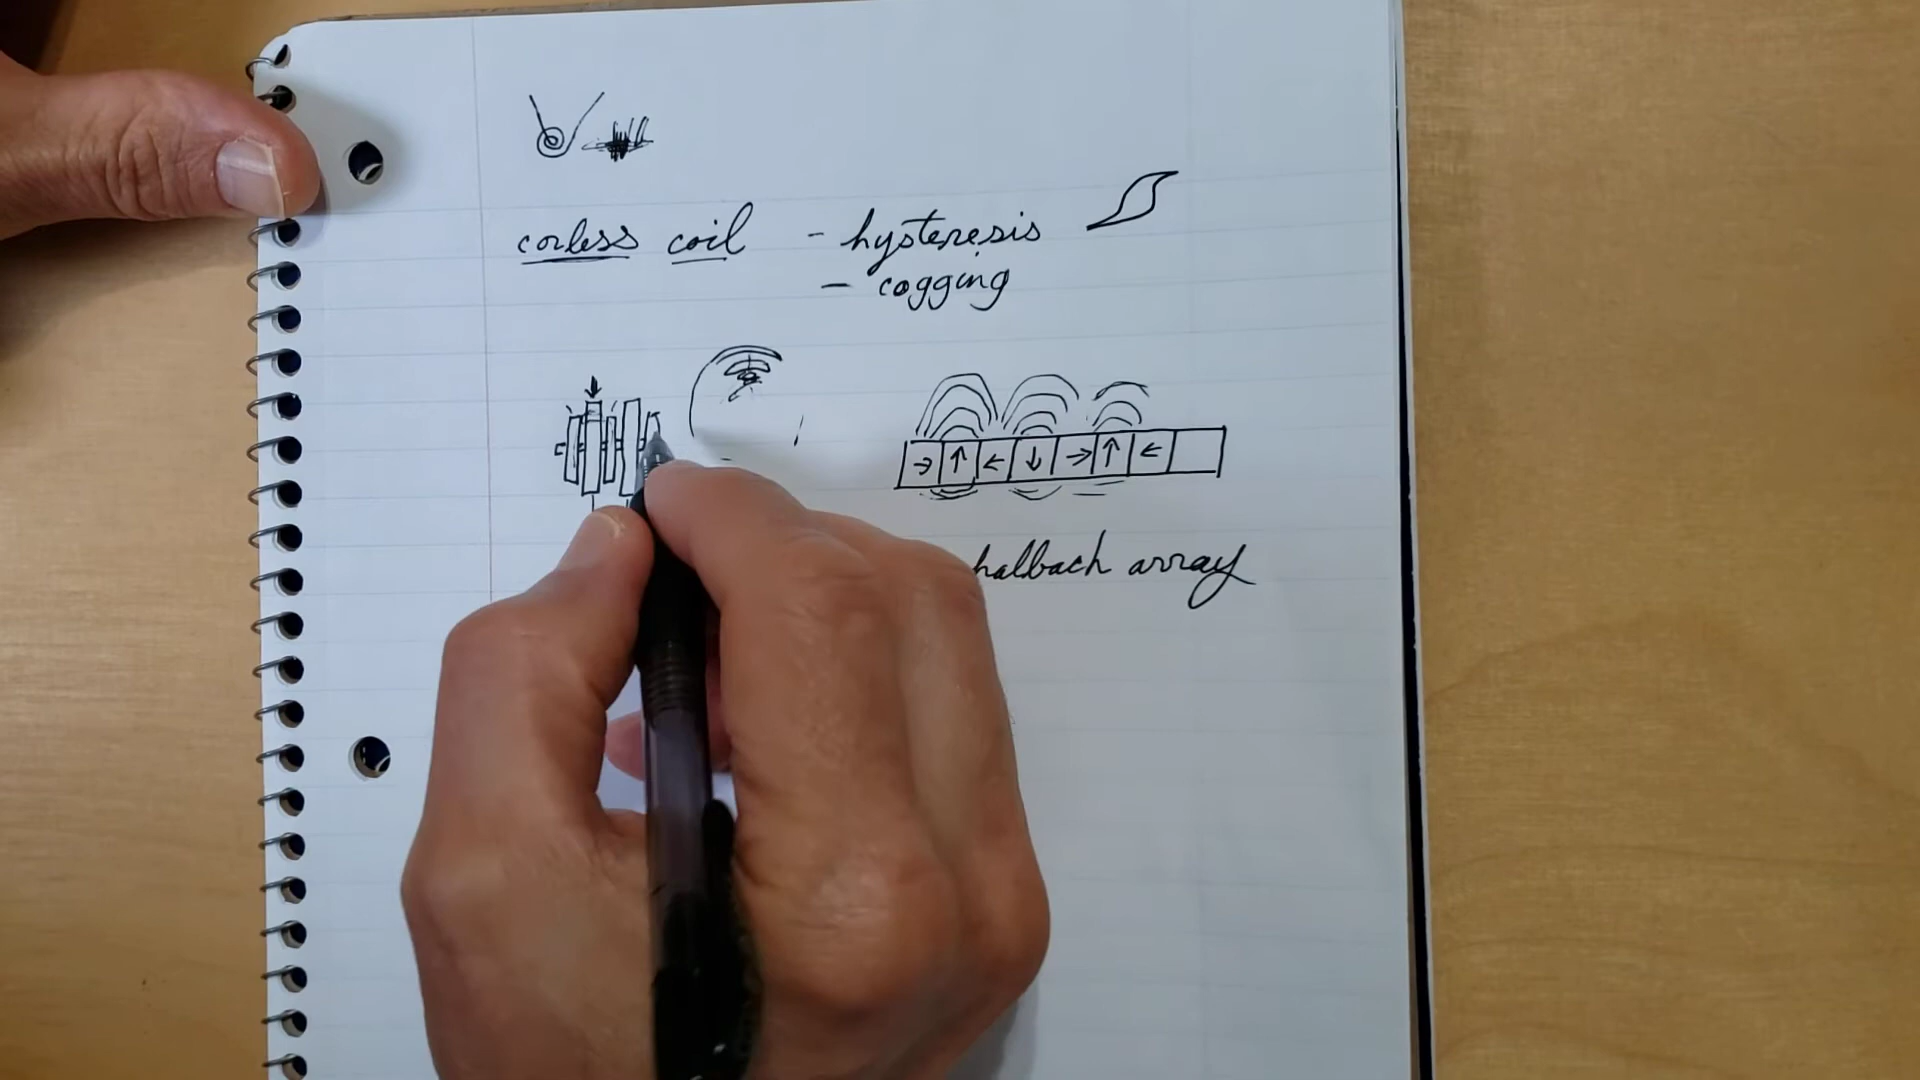 corless coil - hysteresis
- cogging
halbach array